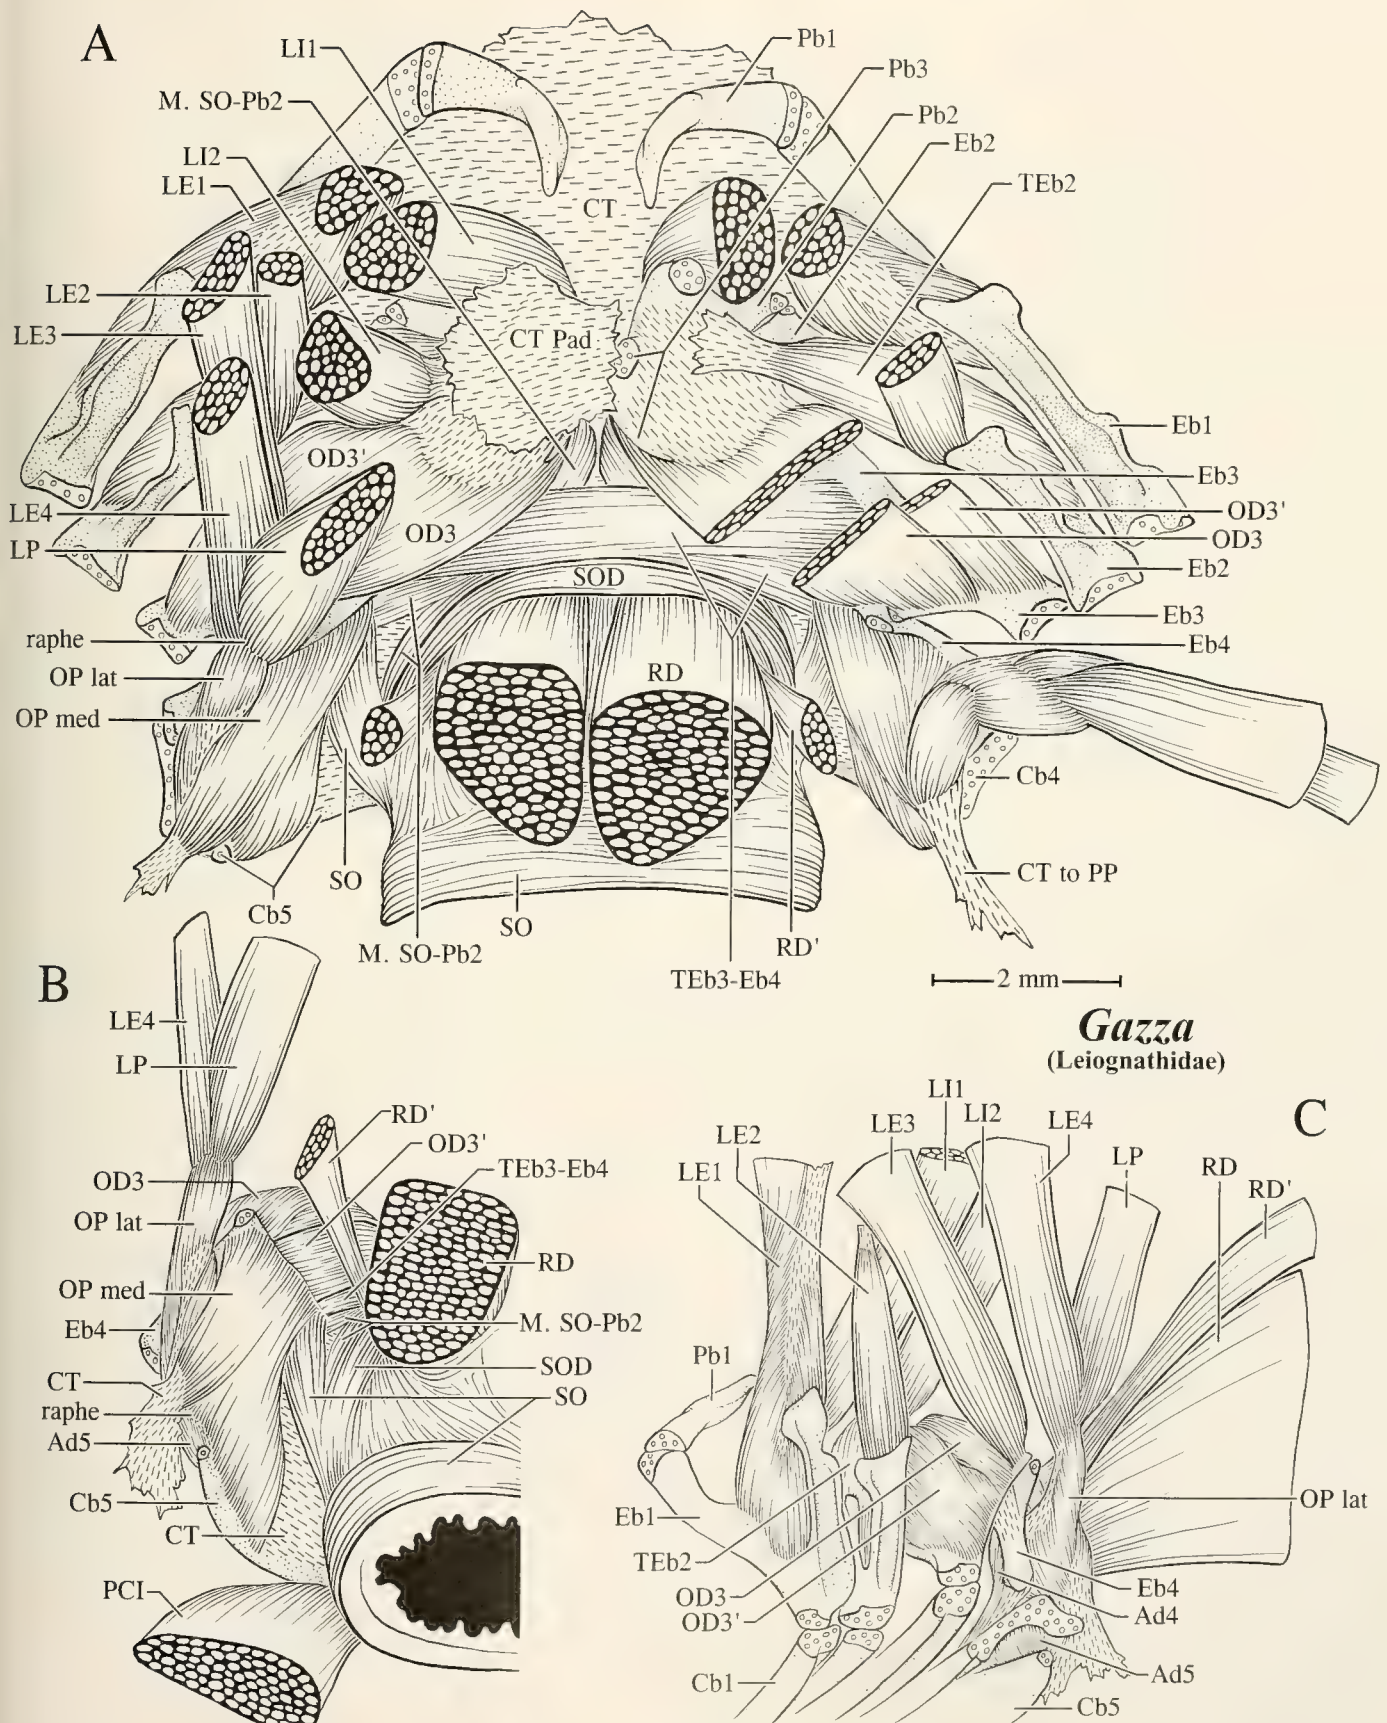 A
LI1
M. SO-Pb2
LI2
LE1
LE2
LE3
LE4
LP
raphe
OP lat
OP med
Pb1
Pb3
Pb2
Eb2
TEb2
CT
CT Pad
OD3'
OD3
SOD
RD
Eb1
Eb3
OD3'
OD3
Eb2
Eb3
Eb4
Cb4
CT to PP
SO
Cb5
M. SO-Pb2
SO
TEb3-Eb4
RD'
2 mm
Gazza
(Leiognathidae)
B
LE4
LP
OD3
OP lat
OP med
Eb4
CT
raphe
Ad5
Cb5
CT
PCI
RD'
OD3'
TEb3-Eb4
RD
M. SO-Pb2
SOD
SO
C
LE2
LE1
LE3
LI1
LI2
LE4
LP
RD
RD'
Pb1
Eb1
TEb2
OD3
OD3'
Cb1
OP lat
Eb4
Ad4
Ad5
Cb5